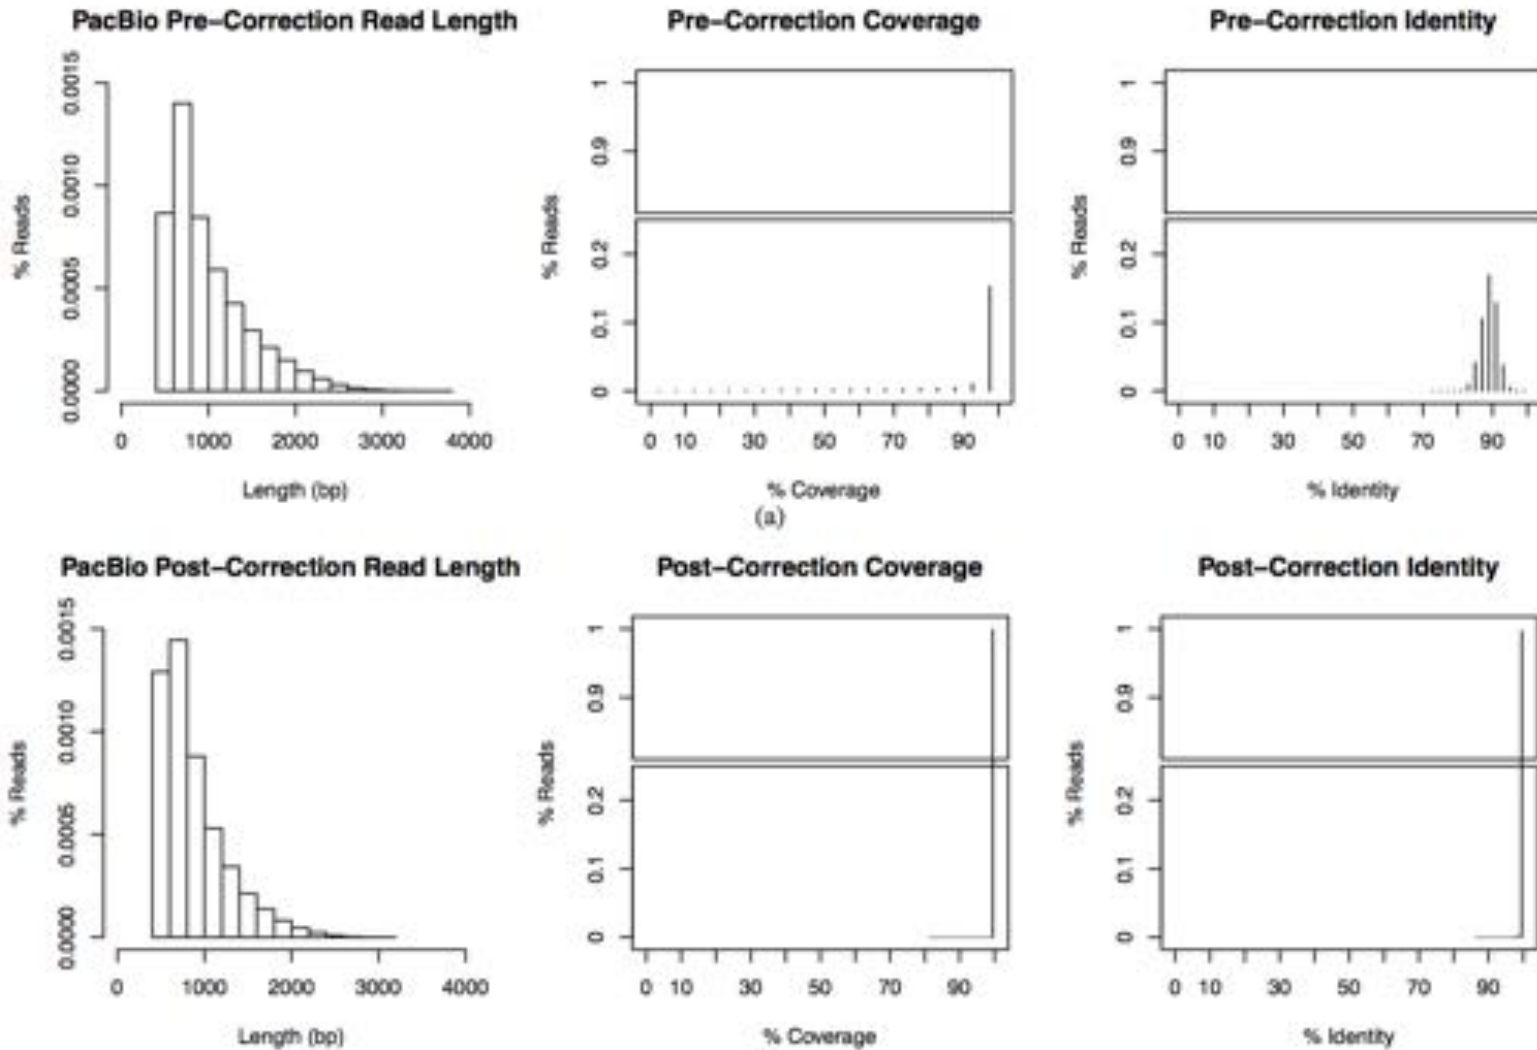 PacBio Pre-Correction Read Length
% Reads
0.0015
0.0010
0.0005
0.0000
0 1000 2000 3000 4000
Length (bp)
Pre-Correction Coverage
% Reads
1
0.9
0.2
0.1
0
0 10 30 50 70 90
% Coverage
Pre-Correction Identity
% Reads
1
0.9
0.2
0.1
0
0 10 30 50 70 90
% Identity
(a)
PacBio Post-Correction Read Length
% Reads
0.0015
0.0010
0.0005
0.0000
0 1000 2000 3000 4000
Length (bp)
Post-Correction Coverage
% Reads
1
0.9
0.2
0.1
0
0 10 30 50 70 90
% Coverage
Post-Correction Identity
% Reads
1
0.9
0.2
0.1
0
0 10 30 50 70 90
% Identity